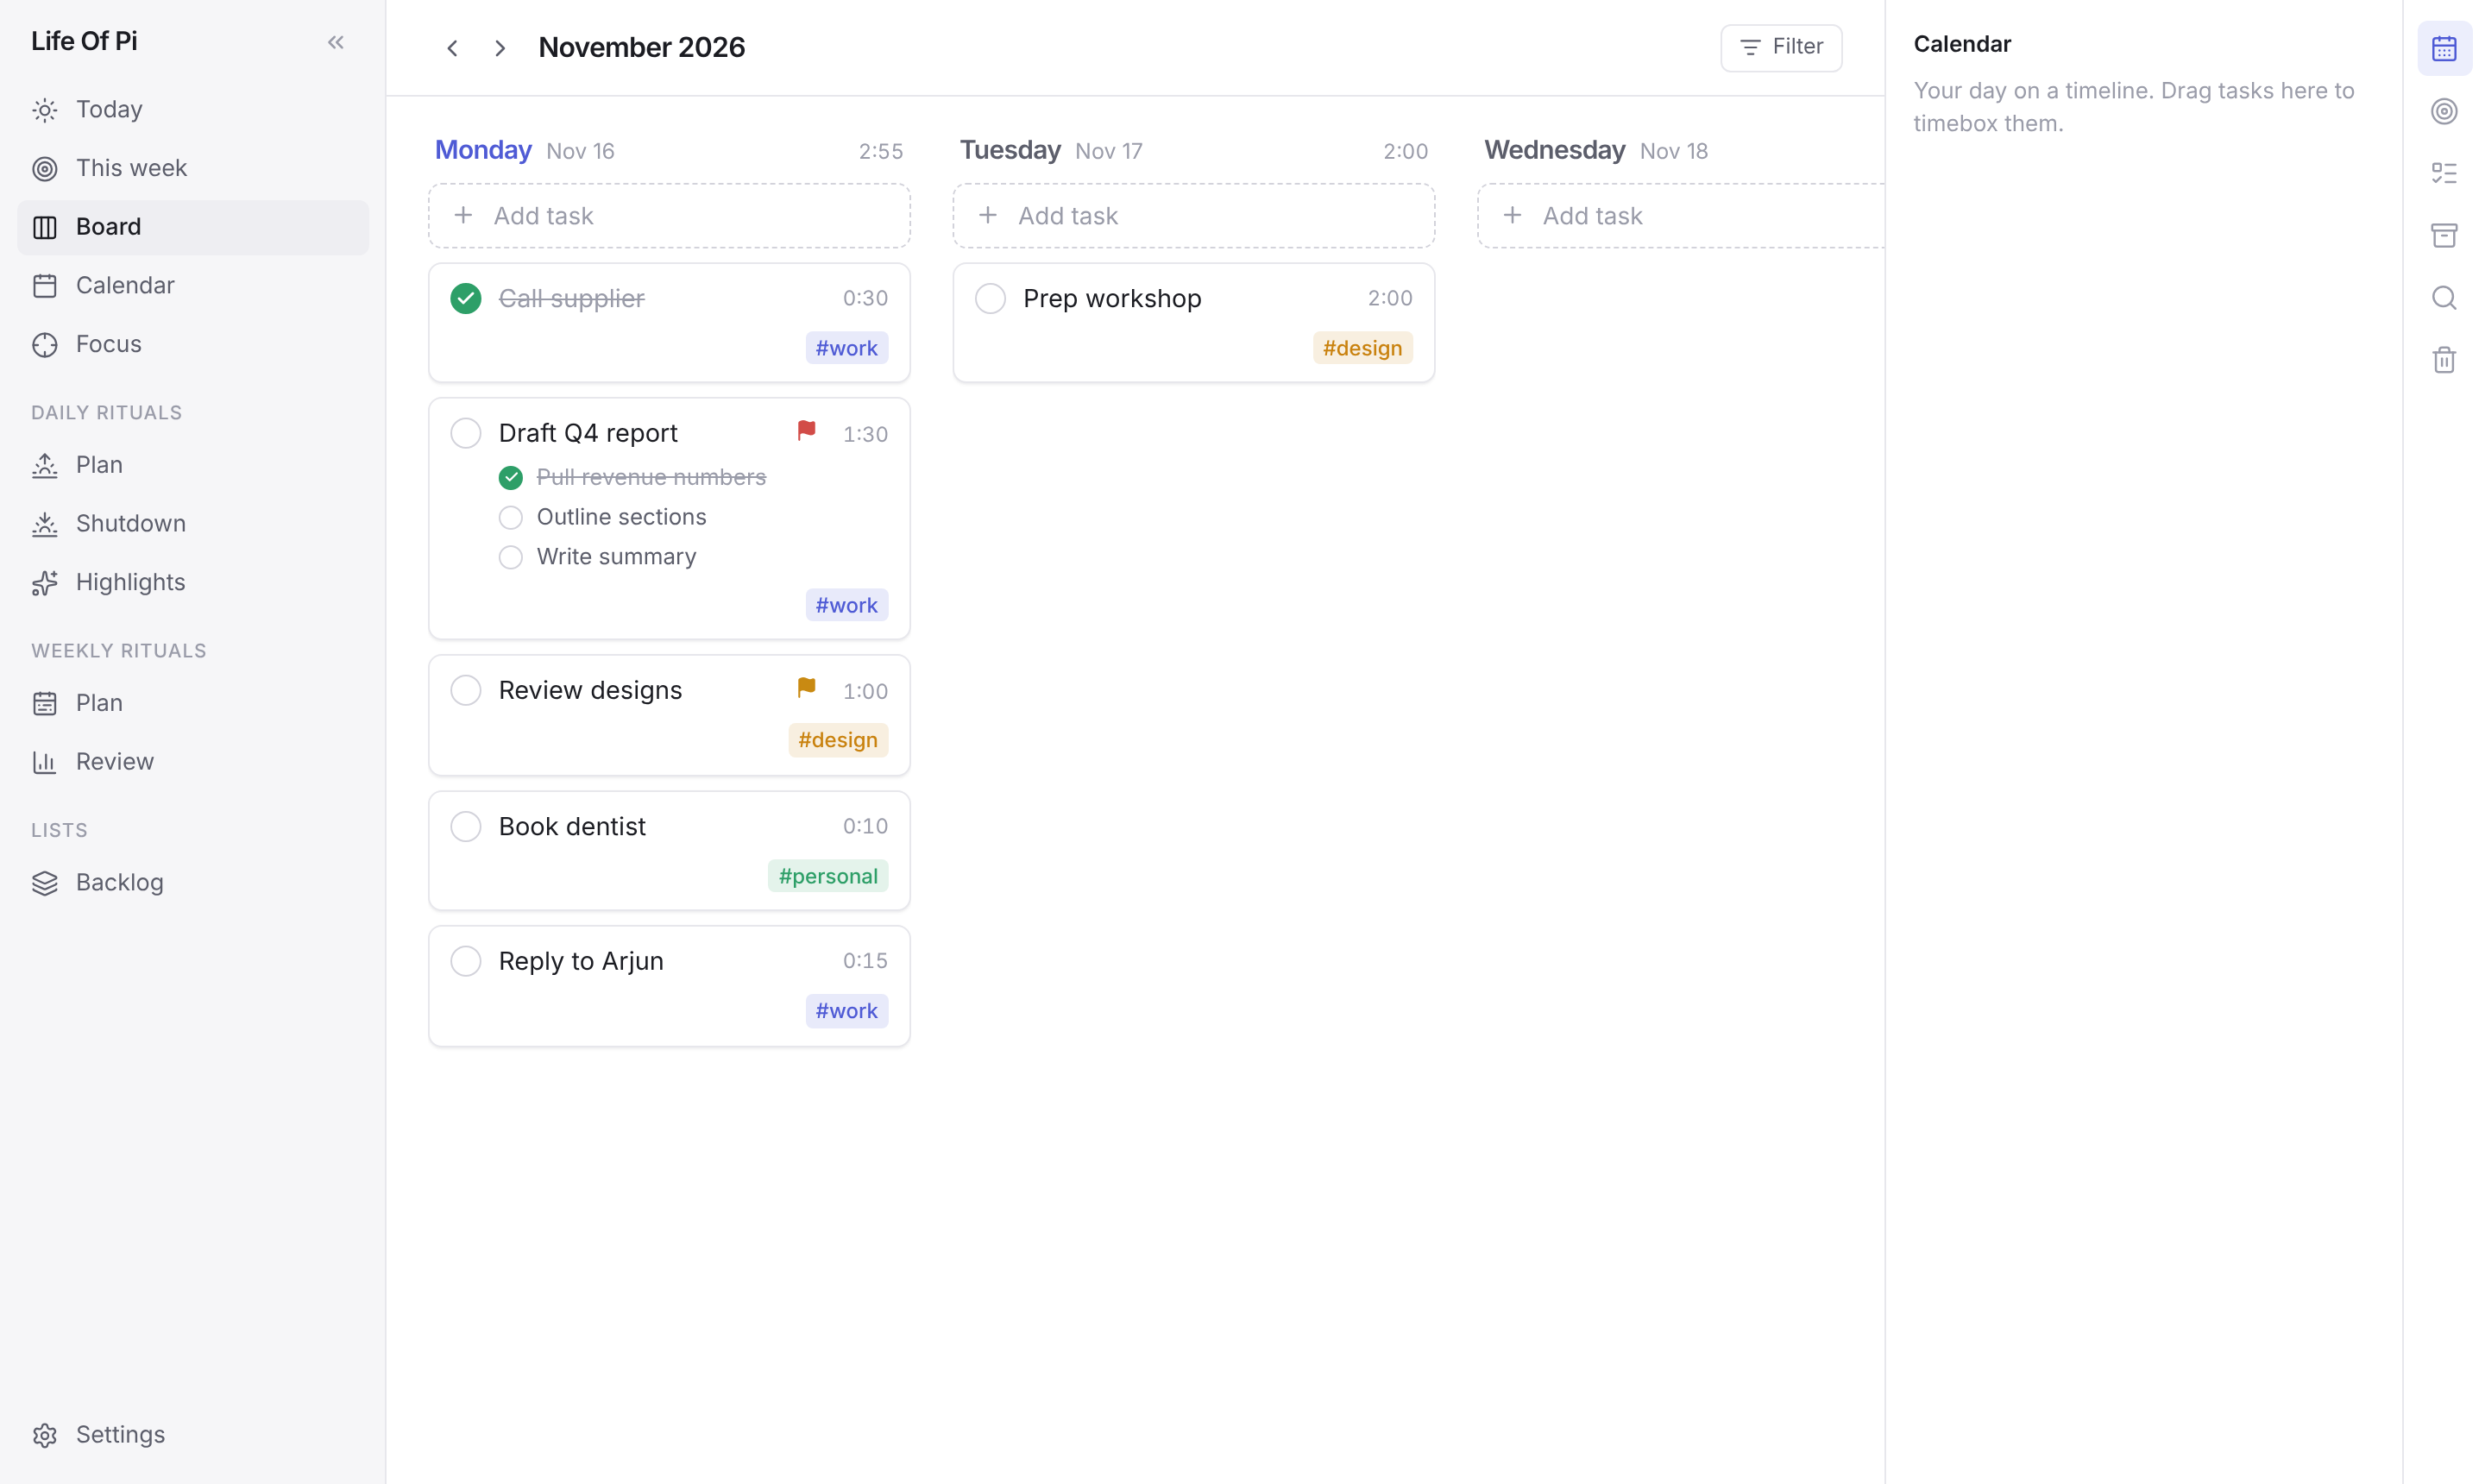 Life Of Pi
Today
This week
Board
Calendar
Focus
DAILY RITUALS
Plan
Shutdown
Highlights
WEEKLY RITUALS
Plan
Review
LISTS
Backlog
Settings
November 2026
Filter
Monday Nov 16 2:55
Add task
Call supplier 0:30
#work
Draft Q4 report 1:30
Pull revenue numbers
Outline sections
Write summary
#work
Review designs 1:00
#design
Book dentist 0:10
#personal
Reply to Arjun 0:15
#work
Tuesday Nov 17 2:00
Add task
Prep workshop 2:00
#design
Wednesday Nov 18
Add task
Calendar
Your day on a timeline. Drag tasks here to
timebox them.